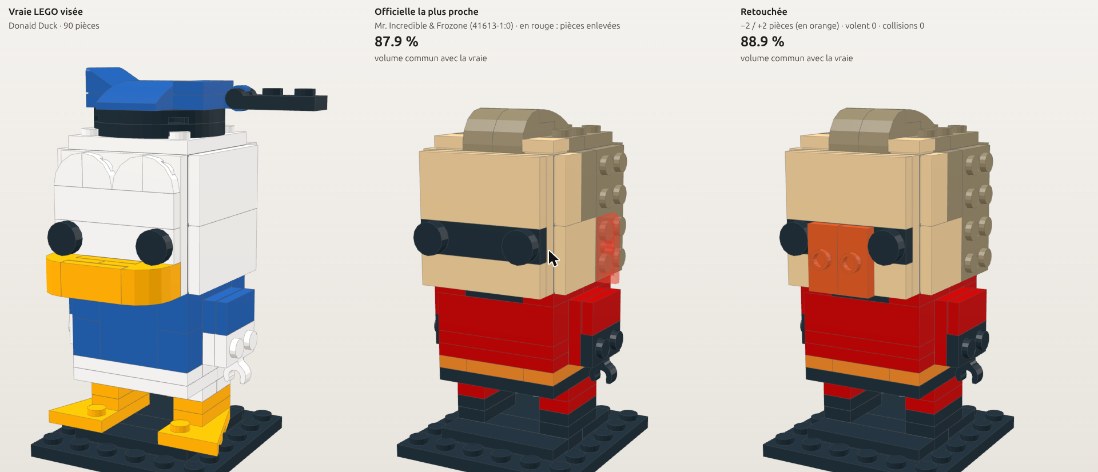 Vraie LEGO visée
Donald Duck · 90 pièces
Officielle la plus proche
Mr. Incredible & Frozone (41613-1:0) · en rouge : pièces enlevées
87.9 %
volume commun avec la vraie
Retouchée
−2 / +2 pièces (en orange) · volent 0 · collisions 0
88.9 %
volume commun avec la vraie